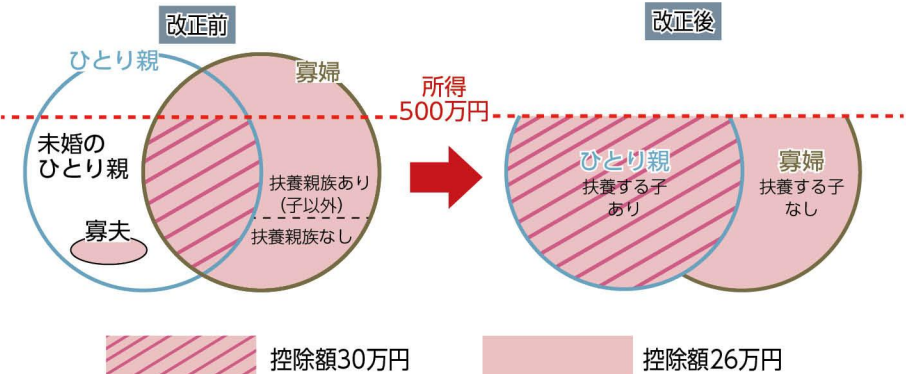 改正前
ひとり親
寡婦
未婚の
ひとり親
寡夫
扶養親族あり
(子以外)
扶養親族なし
所得
500万円
改正後
ひとり親
扶養する子
あり
寡婦
扶養する子
なし
控除額30万円
控除額26万円